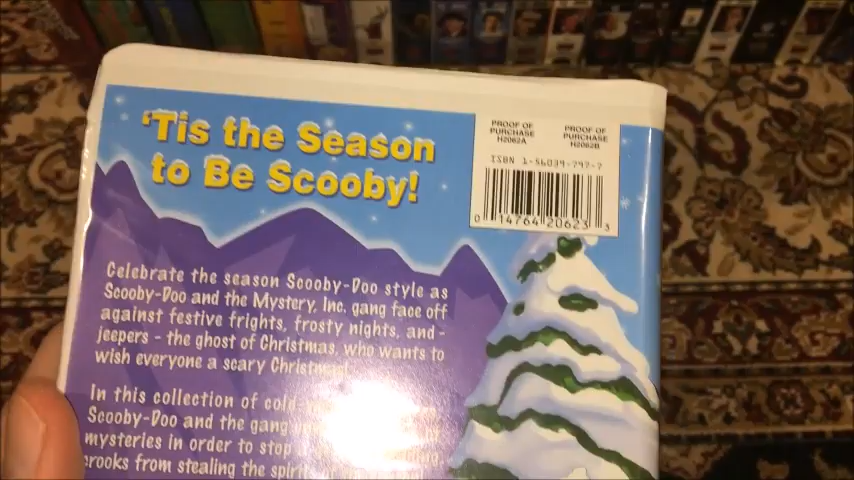 'Tis the Season
to Be Scooby!
PROOF OF
PURCHASE
H2062A
PROOF OF
PURCHASE
H2062B
ISBN 1-56039-797-7
0 14764 20623 3
Celebrate the season Scooby-Doo style as
Scooby-Doo and the Mystery, Inc. gang face off
against festive frights, frosty nights, and -
jeepers - the ghost of Christmas, who wants to
wish everyone a scary Christmas!
In this collection of
Scooby-Doo and the gang
mysteries in order to stop
crooks from stealing the